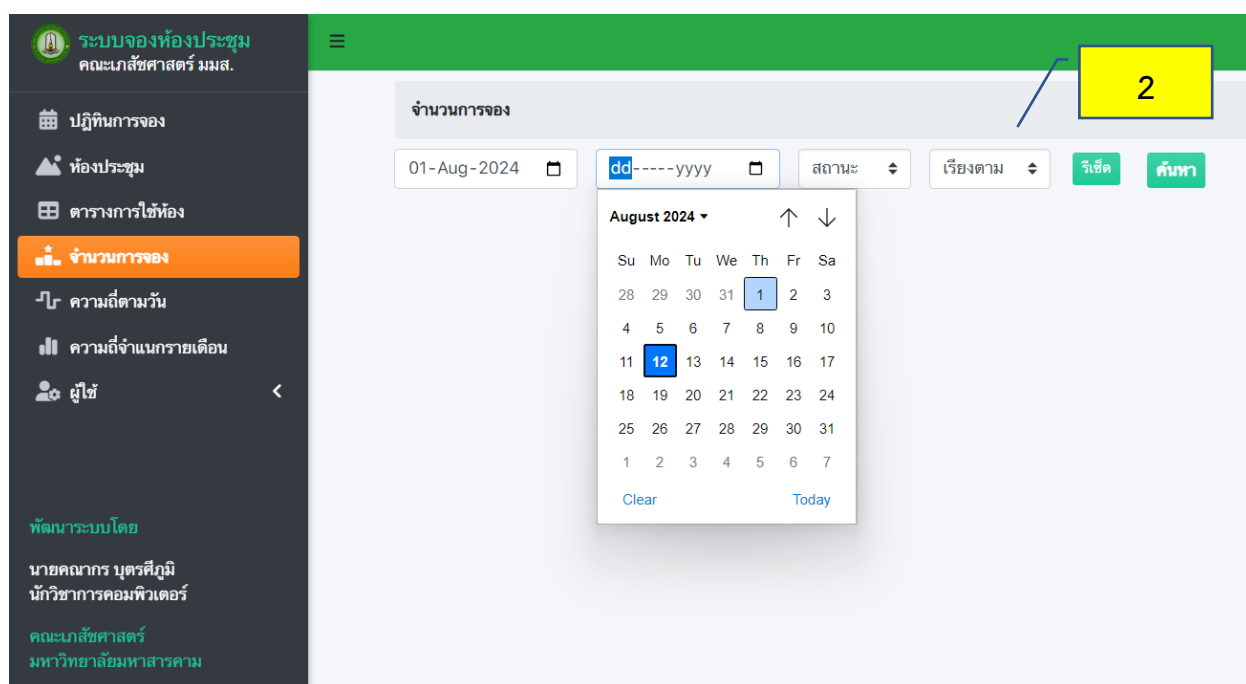 ระบบจองห้องประชุม
คณะเภสัชศาสตร์ มมส.
ปฏิทินการจอง
ห้องประชุม
ตารางการใช้ห้อง
จำนวนการจอง
ความถี่ตามวัน
ความถี่จำแนกรายเดือน
ผู้ใช้
พัฒนาระบบโดย
นายคณากร บุตรศีภูมิ
นักวิชาการคอมพิวเตอร์
คณะเภสัชศาสตร์
มหาวิทยาลัยมหาสารคาม
2
จำนวนการจอง
01-Aug-2024 dd-----yyyy สถานะ เรียงตาม รีเซ็ต ค้นหา
August 2024
Su Mo Tu We Th Fr Sa
28 29 30 31 1 2 3
4 5 6 7 8 9 10
11 12 13 14 15 16 17
18 19 20 21 22 23 24
25 26 27 28 29 30 31
1 2 3 4 5 6 7
Clear Today